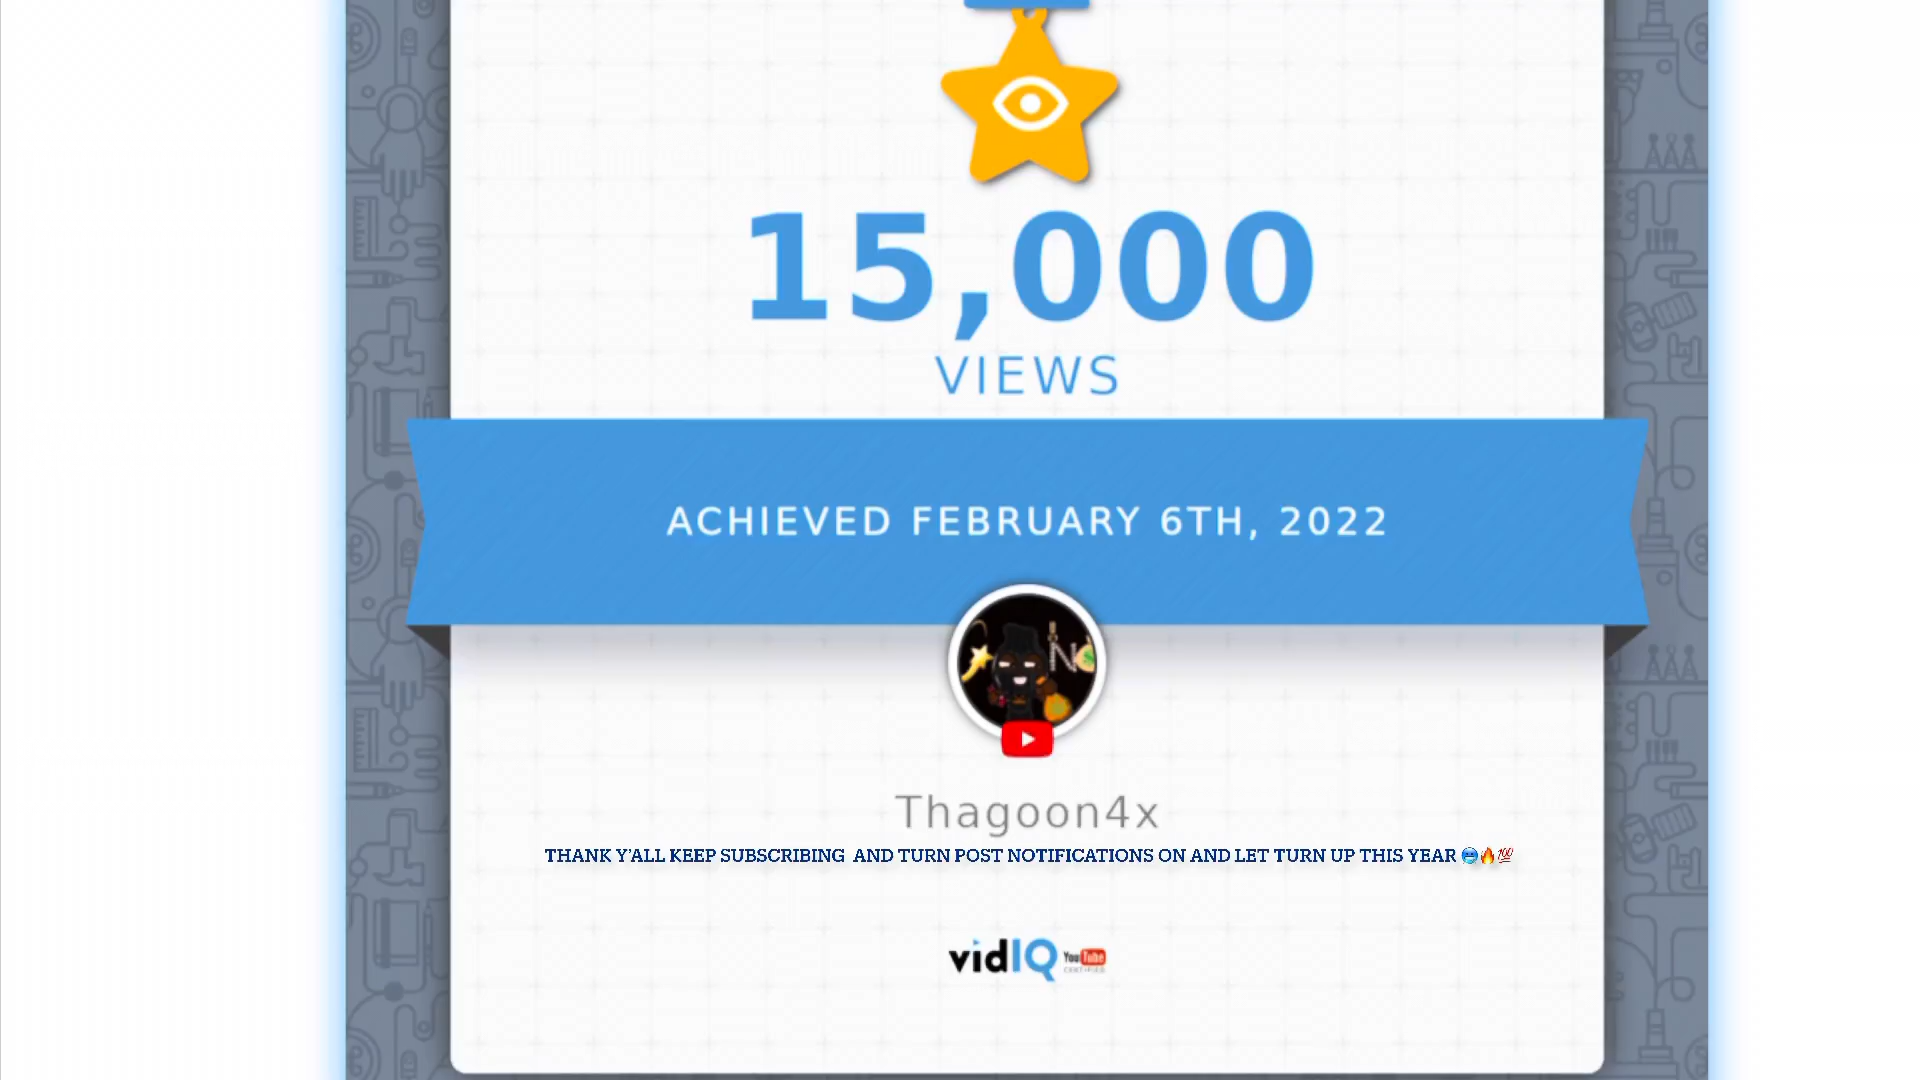 15,000
VIEWS
ACHIEVED FEBRUARY 6TH, 2022
Thagoon4x
THANK Y'ALL KEEP SUBSCRIBING  AND TURN POST NOTIFICATIONS ON AND LET TURN UP THIS YEAR 🥶🔥💯
vidIQ YouTube